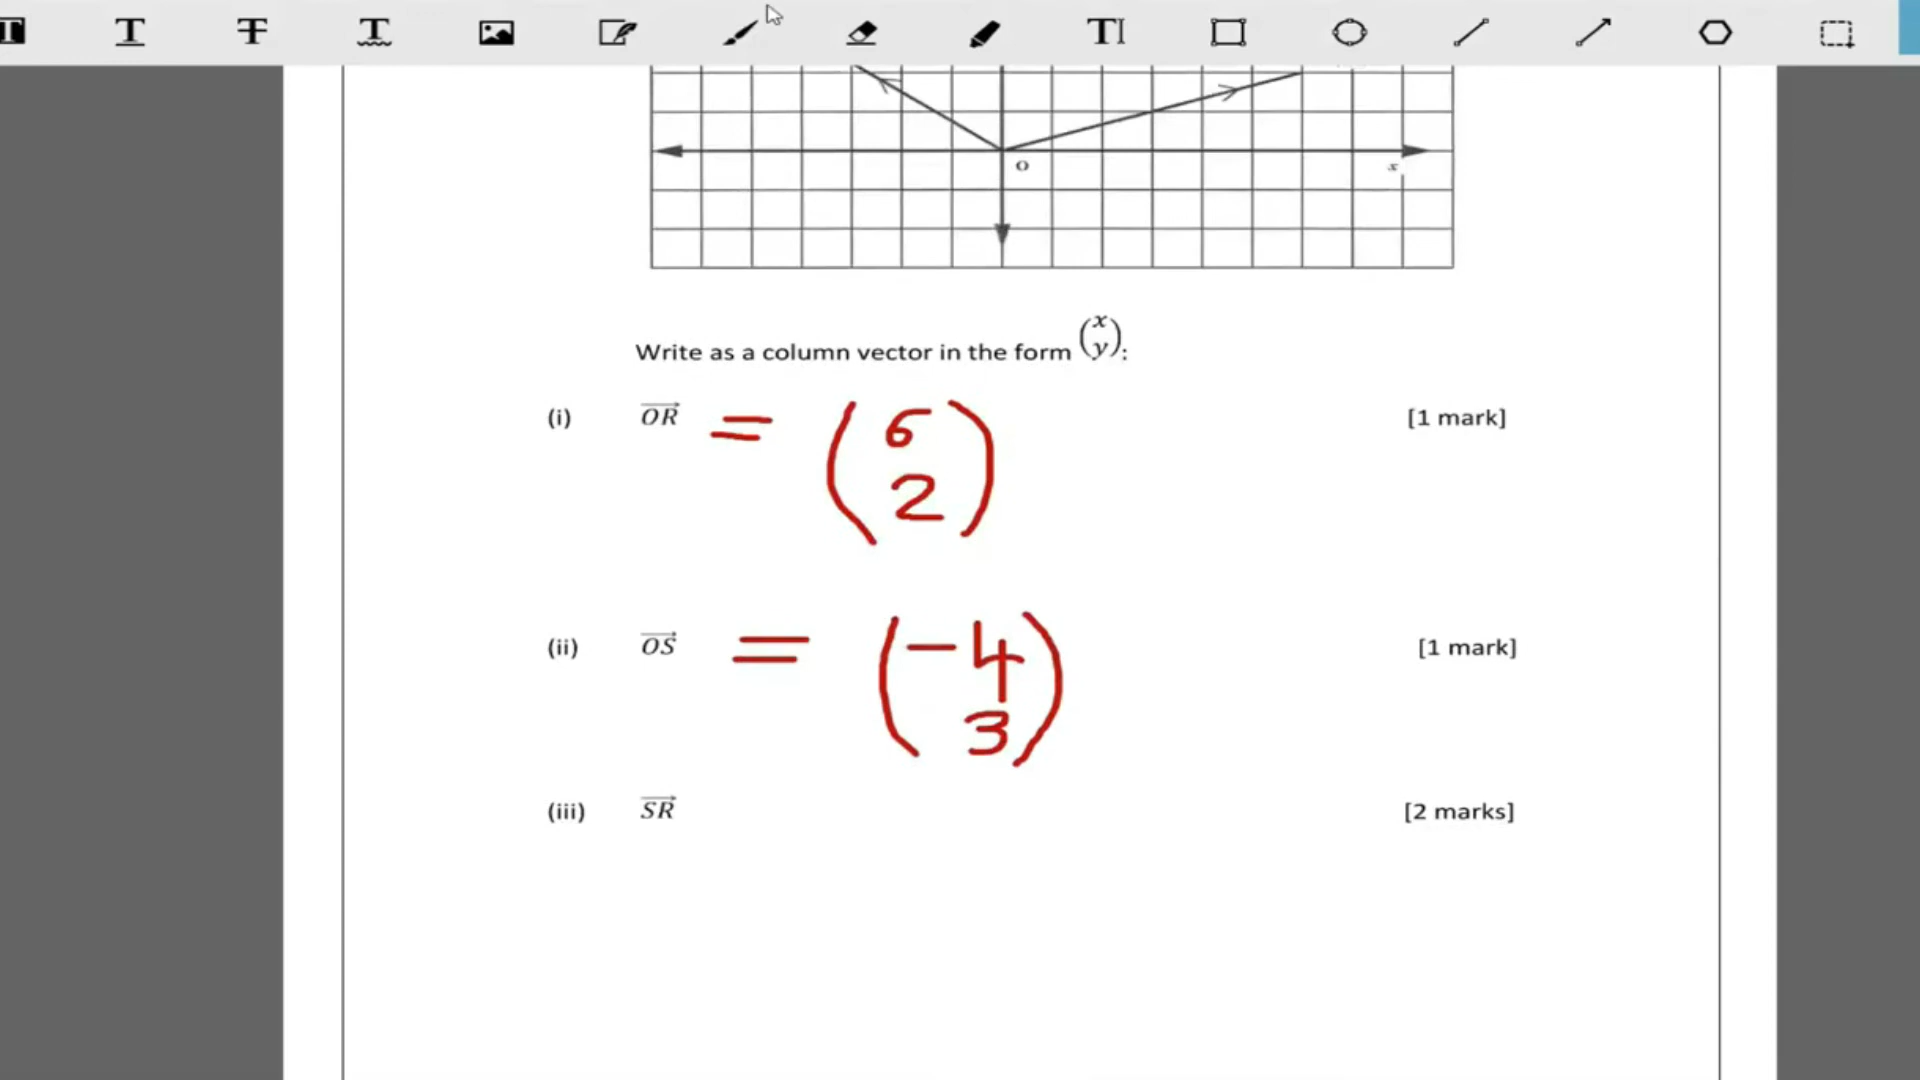 T T T T TI
O
x
Write as a column vector in the form (x y):
(i) OR = (6 2) [1 mark]
(ii) OS = (-4 3) [1 mark]
(iii) SR [2 marks]